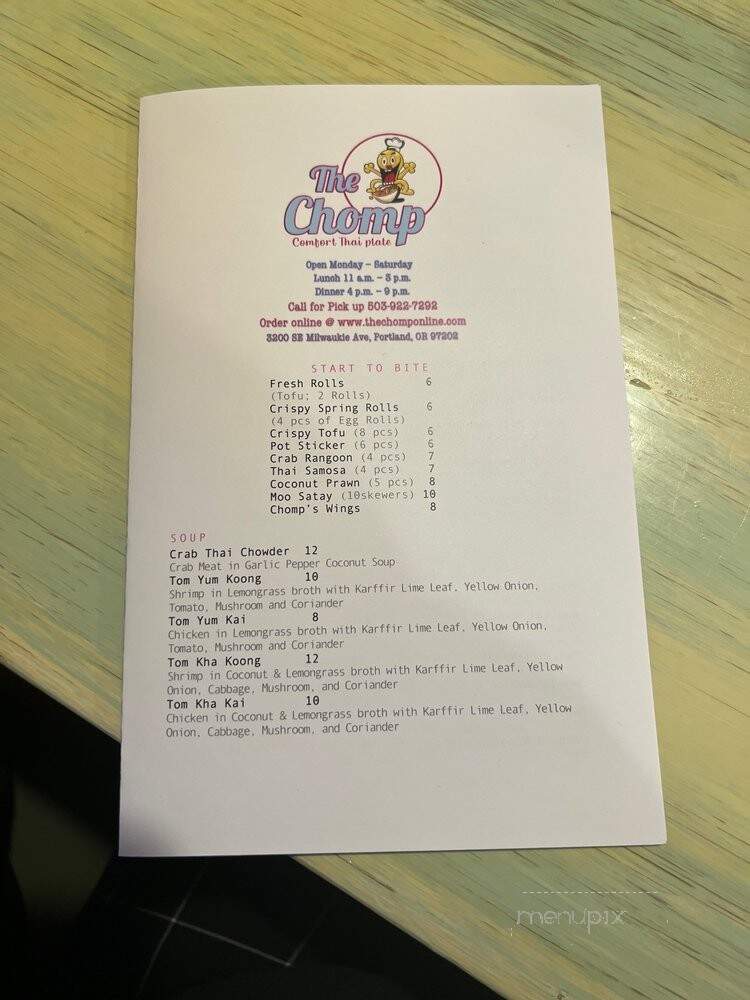 The
Chomp
Comfort Thai plate
Open Monday – Saturday
Lunch 11 a.m. – 3 p.m.
Dinner 4 p.m. – 9 p.m.
Call for Pick up 503-922-7292
Order online @ www.thechomponline.com
3200 SE Milwaukie Ave, Portland, OR 97202
START TO BITE
Fresh Rolls 6
(Tofu; 2 Rolls)
Crispy Spring Rolls 6
(4 pcs of Egg Rolls)
Crispy Tofu (8 pcs) 6
Pot Sticker (6 pcs) 6
Crab Rangoon (4 pcs) 7
Thai Samosa (4 pcs) 7
Coconut Prawn (5 pcs) 8
Moo Satay (10skewers) 10
Chomp's Wings 8
SOUP
Crab Thai Chowder 12
Crab Meat in Garlic Pepper Coconut Soup
Tom Yum Koong 10
Shrimp in Lemongrass broth with Karffir Lime Leaf, Yellow Onion,
Tomato, Mushroom and Coriander
Tom Yum Kai 8
Chicken in Lemongrass broth with Karffir Lime Leaf, Yellow Onion,
Tomato, Mushroom and Coriander
Tom Kha Koong 12
Shrimp in Coconut & Lemongrass broth with Karffir Lime Leaf, Yellow
Onion, Cabbage, Mushroom, and Coriander
Tom Kha Kai 10
Chicken in Coconut & Lemongrass broth with Karffir Lime Leaf, Yellow
Onion, Cabbage, Mushroom, and Coriander
menupix